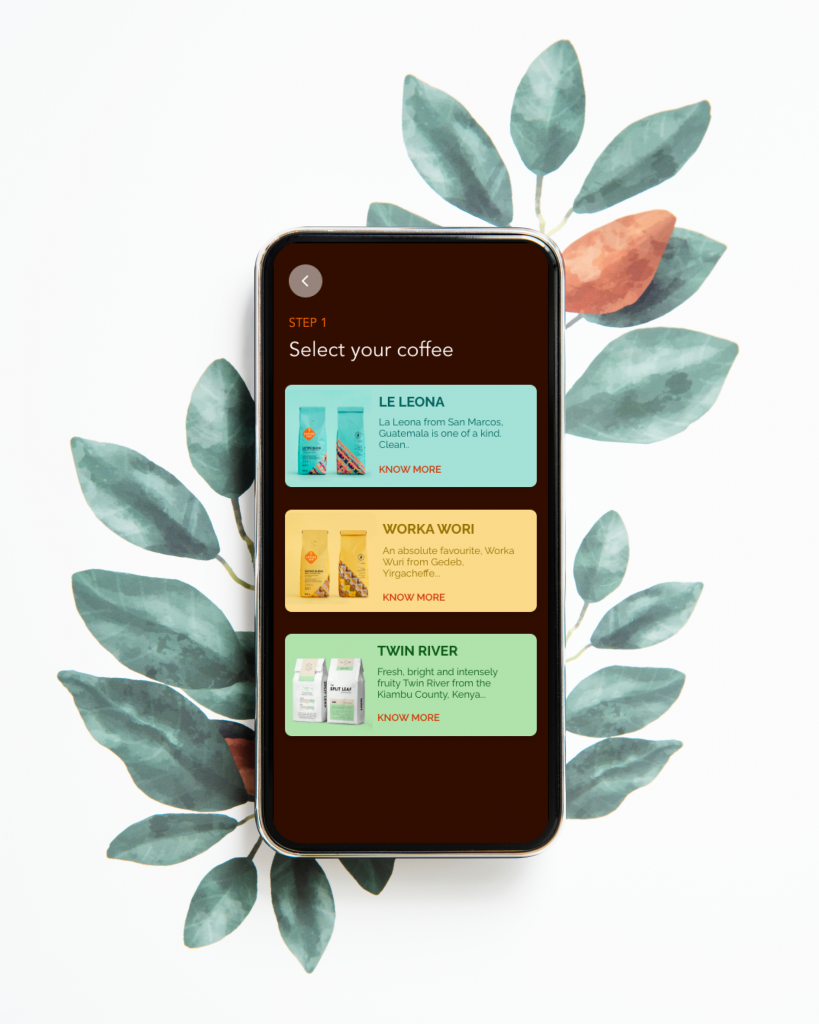 STEP 1
Select your coffee
LE LEONA
La Leona from San Marcos,
Guatemala is one of a kind.
Clean..
KNOW MORE
WORKA WORI
An absolute favourite, Worka
Wuri from Gedeb,
Yirgacheffe...
KNOW MORE
TWIN RIVER
Fresh, bright and intensely
fruity Twin River from the
Kiambu County, Kenya...
SPLIT LEAF
KNOW MORE